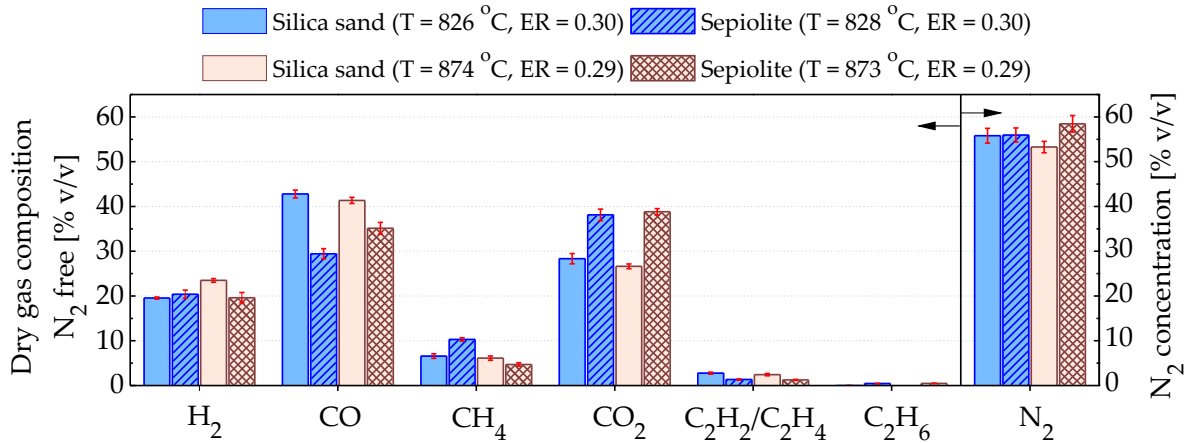 Silica sand (T = 826 °C, ER = 0.30) Sepiolite (T = 828 °C, ER = 0.30)
Silica sand (T = 874 °C, ER = 0.29) Sepiolite (T = 873 °C, ER = 0.29)
Dry gas composition
N₂ free [% v/v]
60
50
40
30
20
10
0
60
50
40
30
20
10
0
N₂ concentration [% v/v]
H₂ CO CH₄ CO₂ C₂H₂/C₂H₄ C₂H₆ N₂